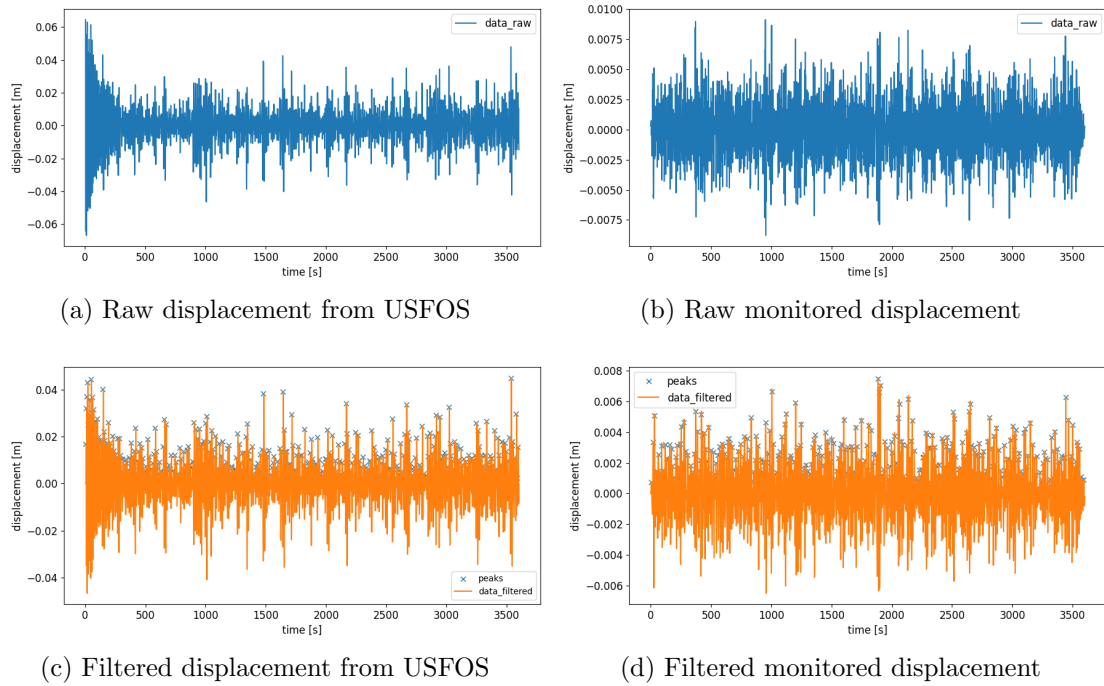 0.06
0.04
0.02
0.00
−0.02
−0.04
−0.06
displacement [m]
data_raw
0 500 1000 1500 2000 2500 3000 3500
time [s]
(a) Raw displacement from USFOS
0.0100
0.0075
0.0050
0.0025
0.0000
−0.0025
−0.0050
−0.0075
displacement [m]
data_raw
0 500 1000 1500 2000 2500 3000 3500
time [s]
(b) Raw monitored displacement
0.04
0.02
0.00
−0.02
−0.04
displacement [m]
peaks
data_filtered
0 500 1000 1500 2000 2500 3000 3500
time [s]
(c) Filtered displacement from USFOS
0.008
0.006
0.004
0.002
0.000
−0.002
−0.004
−0.006
displacement [m]
peaks
data_filtered
0 500 1000 1500 2000 2500 3000 3500
time [s]
(d) Filtered monitored displacement